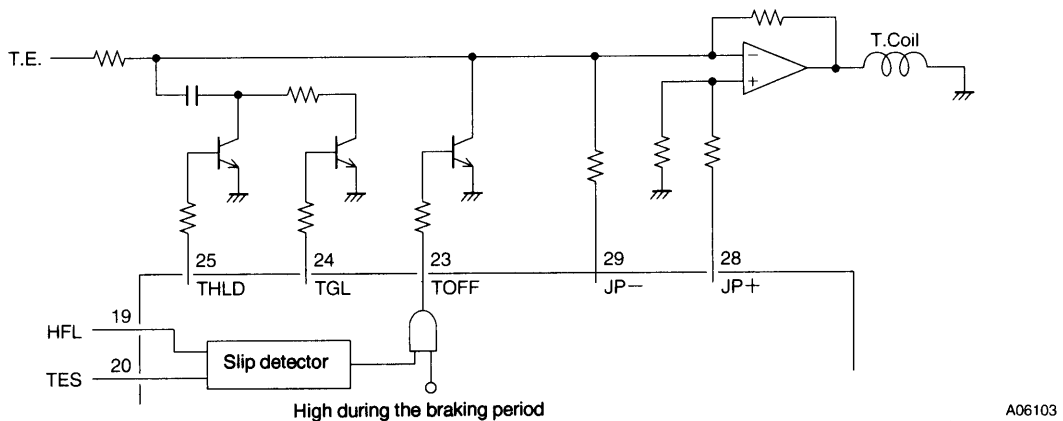 T.E.
T.Coil
−
+
25
24
23
29
28
THLD
TGL
TOFF
JP−
JP+
19
HFL
20
TES
Slip detector
High during the braking period
A06103